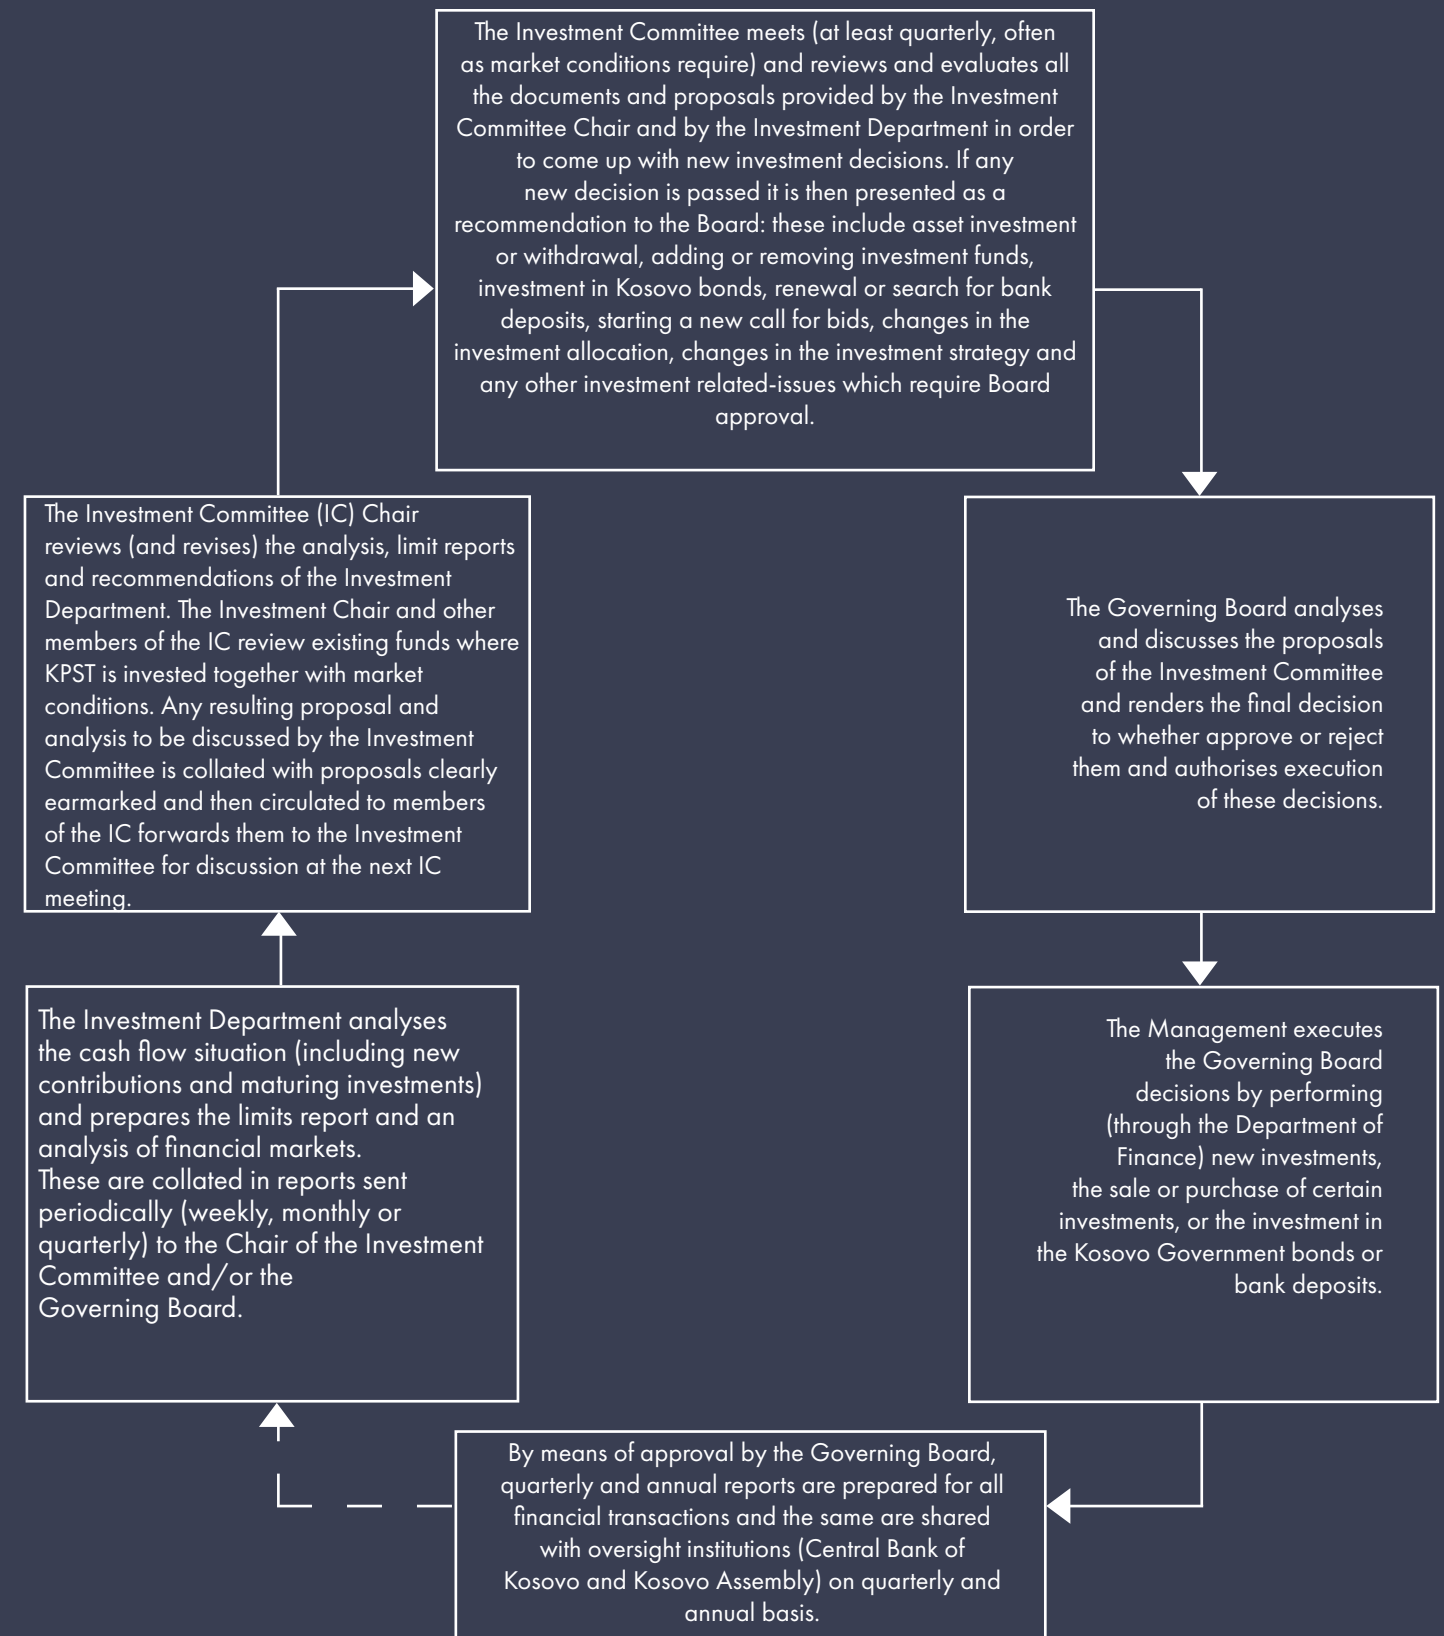 The Investment Committee meets (at least quarterly, often
as market conditions require) and reviews and evaluates all
the documents and proposals provided by the Investment
Committee Chair and by the Investment Department in order
to come up with new investment decisions. If any
new decision is passed it is then presented as a
recommendation to the Board: these include asset investment
or withdrawal, adding or removing investment funds,
investment in Kosovo bonds, renewal or search for bank
deposits, starting a new call for bids, changes in the
investment allocation, changes in the investment strategy and
any other investment related-issues which require Board
approval.
The Investment Committee (IC) Chair
reviews (and revises) the analysis, limit reports
and recommendations of the Investment
Department. The Investment Chair and other
members of the IC review existing funds where
KPST is invested together with market
conditions. Any resulting proposal and
analysis to be discussed by the Investment
Committee is collated with proposals clearly
earmarked and then circulated to members
of the IC forwards them to the Investment
Committee for discussion at the next IC
meeting.
The Governing Board analyses
and discusses the proposals
of the Investment Committee
and renders the final decision
to whether approve or reject
them and authorises execution
of these decisions.
The Investment Department analyses
the cash flow situation (including new
contributions and maturing investments)
and prepares the limits report and an
analysis of financial markets.
These are collated in reports sent
periodically (weekly, monthly or
quarterly) to the Chair of the Investment
Committee and/or the
Governing Board.
The Management executes
the Governing Board
decisions by performing
(through the Department of
Finance) new investments,
the sale or purchase of certain
investments, or the investment in
the Kosovo Government bonds or
bank deposits.
By means of approval by the Governing Board,
quarterly and annual reports are prepared for all
financial transactions and the same are shared
with oversight institutions (Central Bank of
Kosovo and Kosovo Assembly) on quarterly and
annual basis.